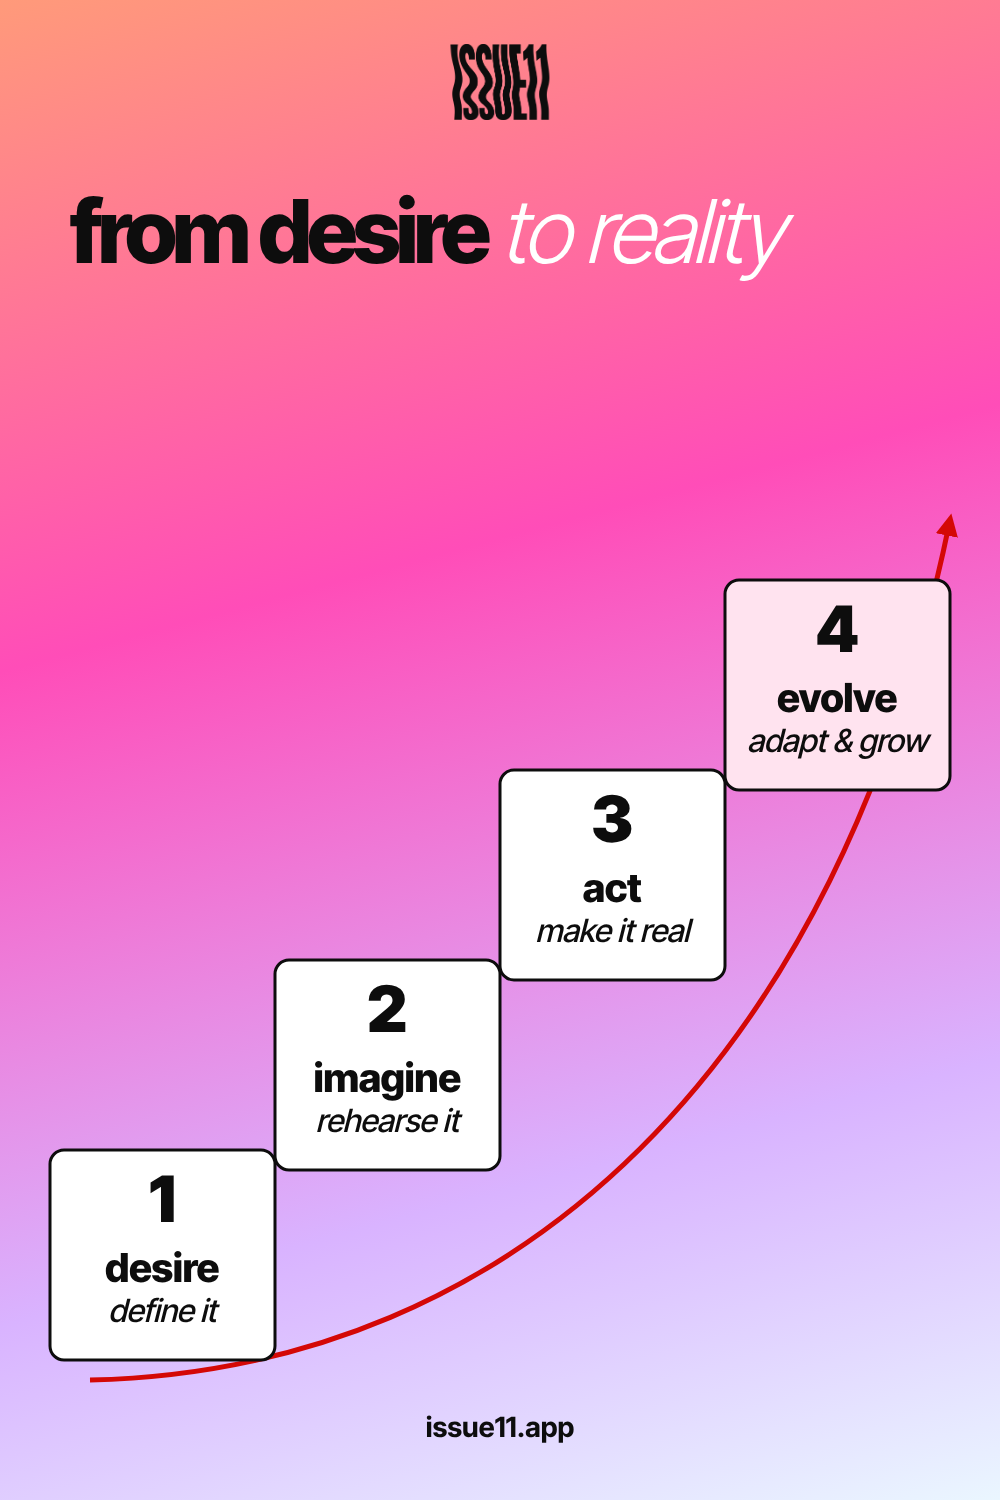 ISSUE11
from desire to reality
4
evolve
adapt & grow
3
act
make it real
2
imagine
rehearse it
1
desire
define it
issue11.app